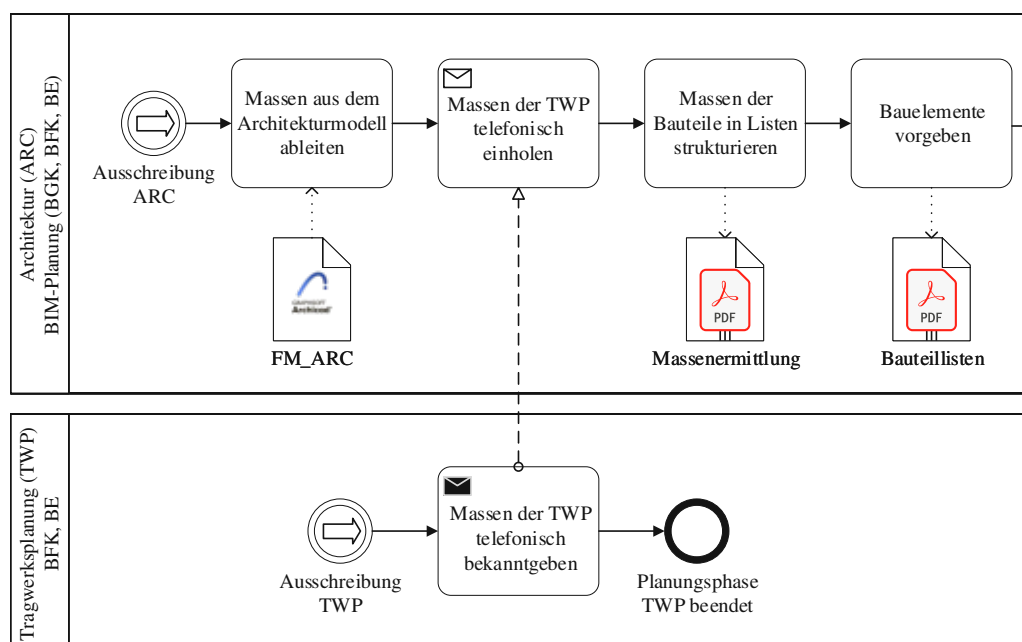 Architektur (ARC)
BIM-Planung (BGK, BFK, BE)
Ausschreibung
ARC
Massen aus dem
Architekturmodell
ableiten
Massen der TWP
telefonisch
einholen
Massen der
Bauteile in Listen
strukturieren
Bauelemente
vorgeben
GRAPHISOFT
Archicad
FM_ARC
PDF
Massenermittlung
PDF
Bauteillisten
Tragwerksplanung (TWP)
BFK, BE
Ausschreibung
TWP
Massen der TWP
telefonisch
bekanntgeben
Planungsphase
TWP beendet